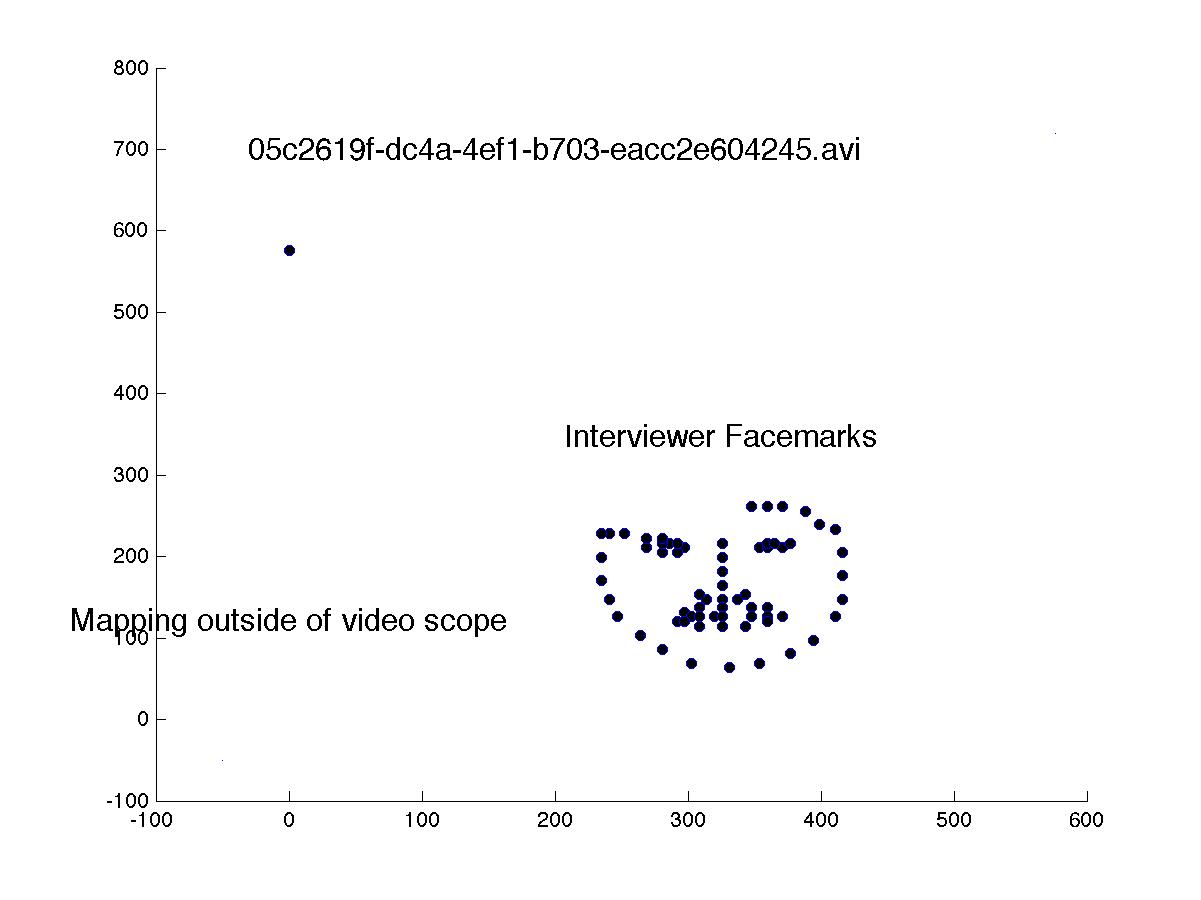 800
700
05c2619f-dc4a-4ef1-b703-eacc2e604245.avi
600
500
400
Interviewer Facemarks
300
200
Mapping outside of video scope
100
0
-100
-100 0 100 200 300 400 500 600